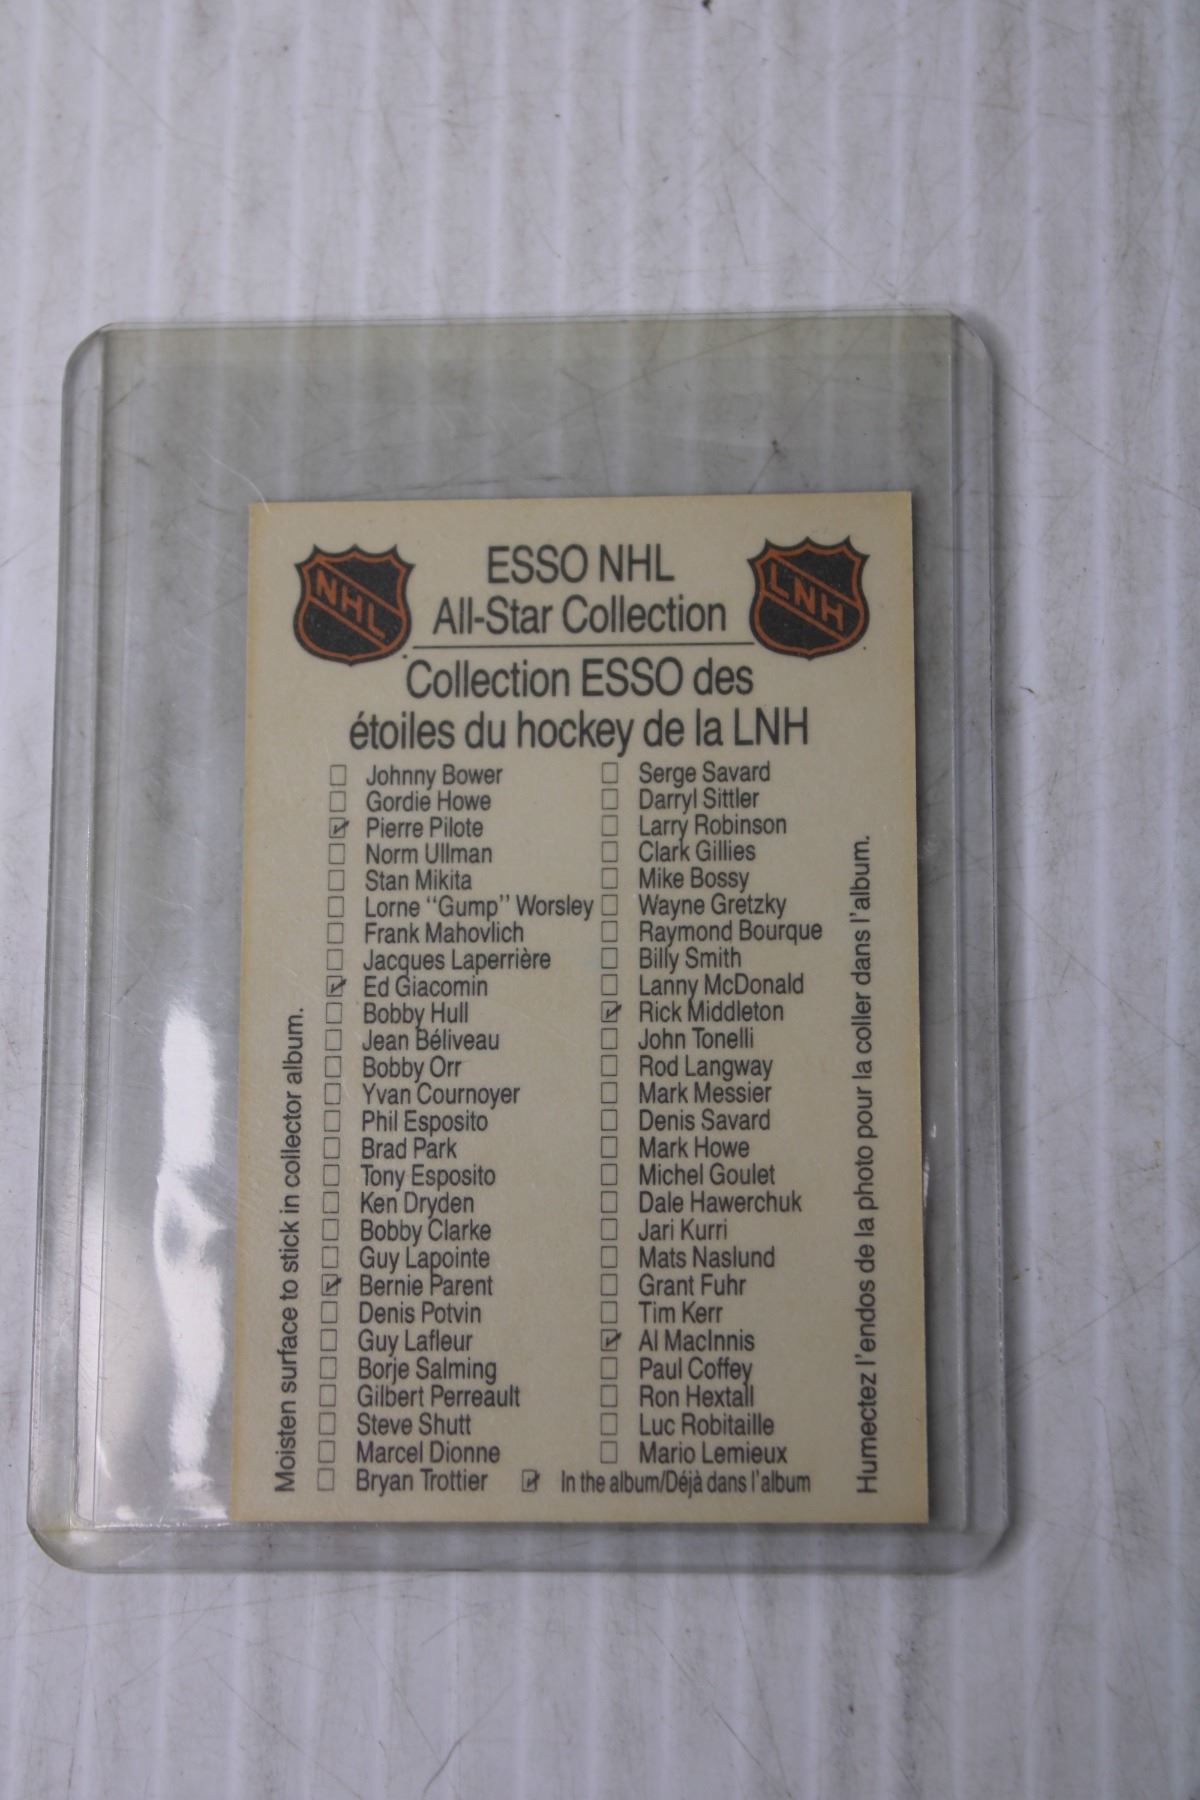 NHL
ESSO NHL
All-Star Collection
LNH
Collection ESSO des
étoiles du hockey de la LNH
☐ Johnny Bower
☐ Gordie Howe
☑ Pierre Pilote
☐ Norm Ullman
☐ Stan Mikita
☐ Lorne "Gump" Worsley
☐ Frank Mahovlich
☐ Jacques Laperrière
☑ Ed Giacomin
☐ Bobby Hull
☐ Jean Béliveau
☐ Bobby Orr
☐ Yvan Cournoyer
☐ Phil Esposito
☐ Brad Park
☐ Tony Esposito
☐ Ken Dryden
☐ Bobby Clarke
☐ Guy Lapointe
☑ Bernie Parent
☐ Denis Potvin
☐ Guy Lafleur
☐ Borje Salming
☐ Gilbert Perreault
☐ Steve Shutt
☐ Marcel Dionne
☐ Bryan Trottier
☐ Serge Savard
☐ Darryl Sittler
☐ Larry Robinson
☐ Clark Gillies
☐ Mike Bossy
☐ Wayne Gretzky
☐ Raymond Bourque
☐ Billy Smith
☐ Lanny McDonald
☑ Rick Middleton
☐ John Tonelli
☐ Rod Langway
☐ Mark Messier
☐ Denis Savard
☐ Mark Howe
☐ Michel Goulet
☐ Dale Hawerchuk
☐ Jari Kurri
☐ Mats Naslund
☐ Grant Fuhr
☐ Tim Kerr
☑ Al MacInnis
☐ Paul Coffey
☐ Ron Hextall
☐ Luc Robitaille
☐ Mario Lemieux
☑ In the album/Déjà dans l'album
Moisten surface to stick in collector album.
Humectez l'endos de la photo pour la coller dans l'album.